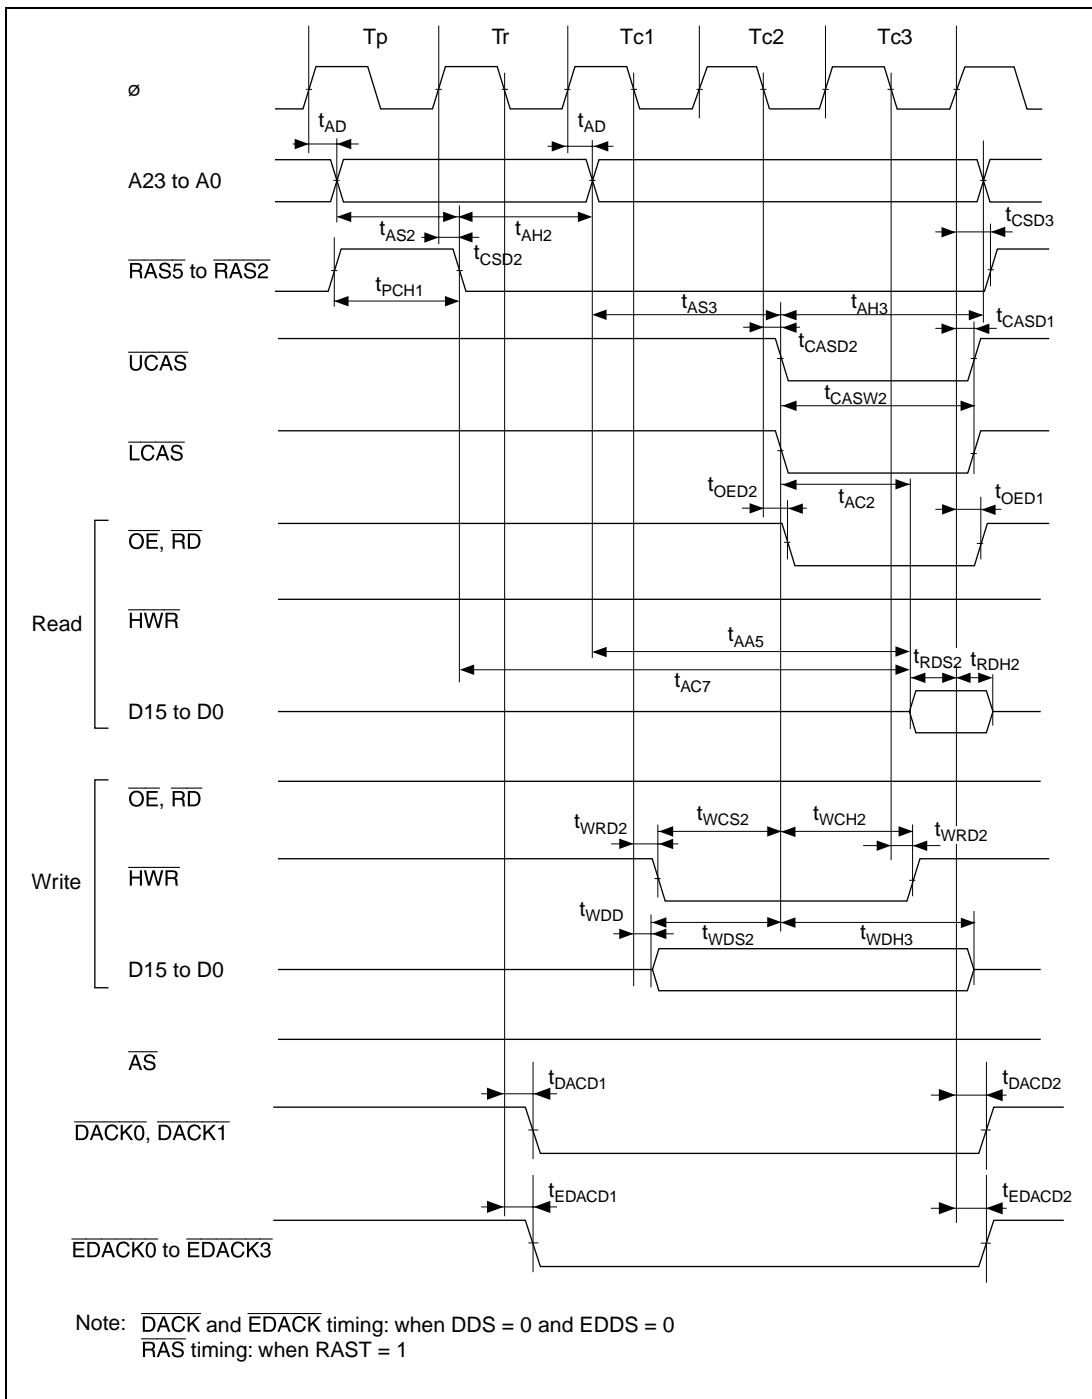 Tp Tr Tc1 Tc2 Tc3
ø
tAD tAD
A23 to A0
tAS2 tAH2 tCSD3
tCSD2
RAS5 to RAS2
tPCH1
tAS3 tAH3
tCASD1
tCASD2
UCAS
tCASW2
LCAS
tOED2 tAC2 tOED1
OE, RD
HWR
Read
tAA5
tRDS2 tRDH2
tAC7
D15 to D0
OE, RD
tWRD2 tWCS2 tWCH2 tWRD2
HWR
Write
tWDD tWDS2 tWDH3
D15 to D0
AS
tDACD1 tDACD2
DACK0, DACK1
tEDACD1 tEDACD2
EDACK0 to EDACK3
Note: DACK and EDACK timing: when DDS = 0 and EDDS = 0
RAS timing: when RAST = 1